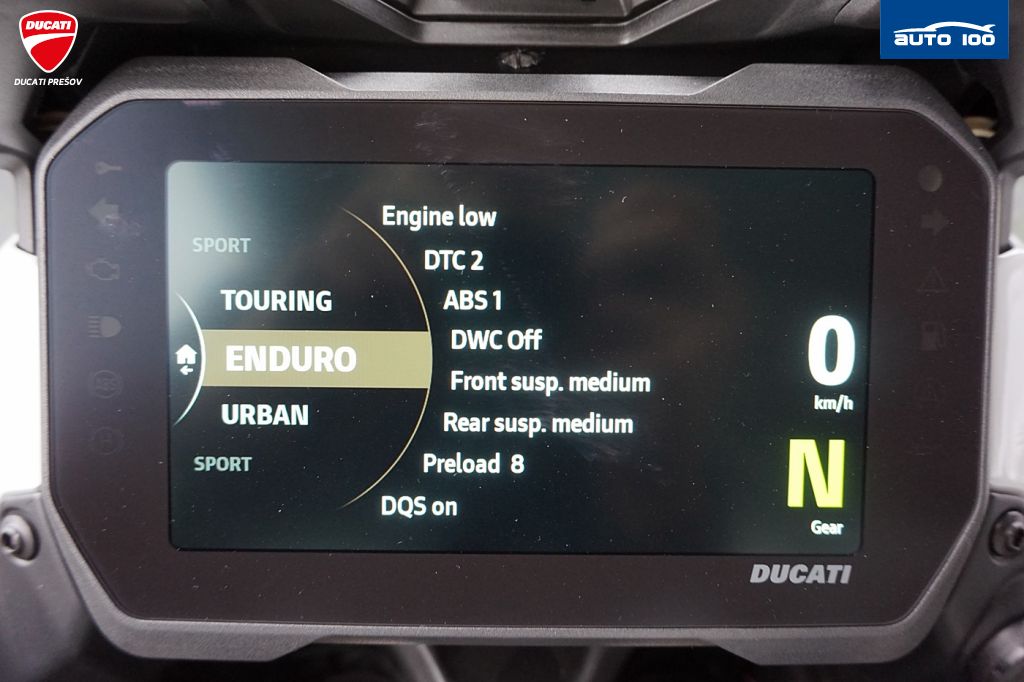 DUCATI
DUCATI PREŠOV
AUTO 100
SPORT
TOURING
ENDURO
URBAN
SPORT
Engine low
DTC 2
ABS 1
DWC Off
Front susp. medium
Rear susp. medium
Preload 8
DQS on
0
km/h
N
Gear
DUCATI
ABS